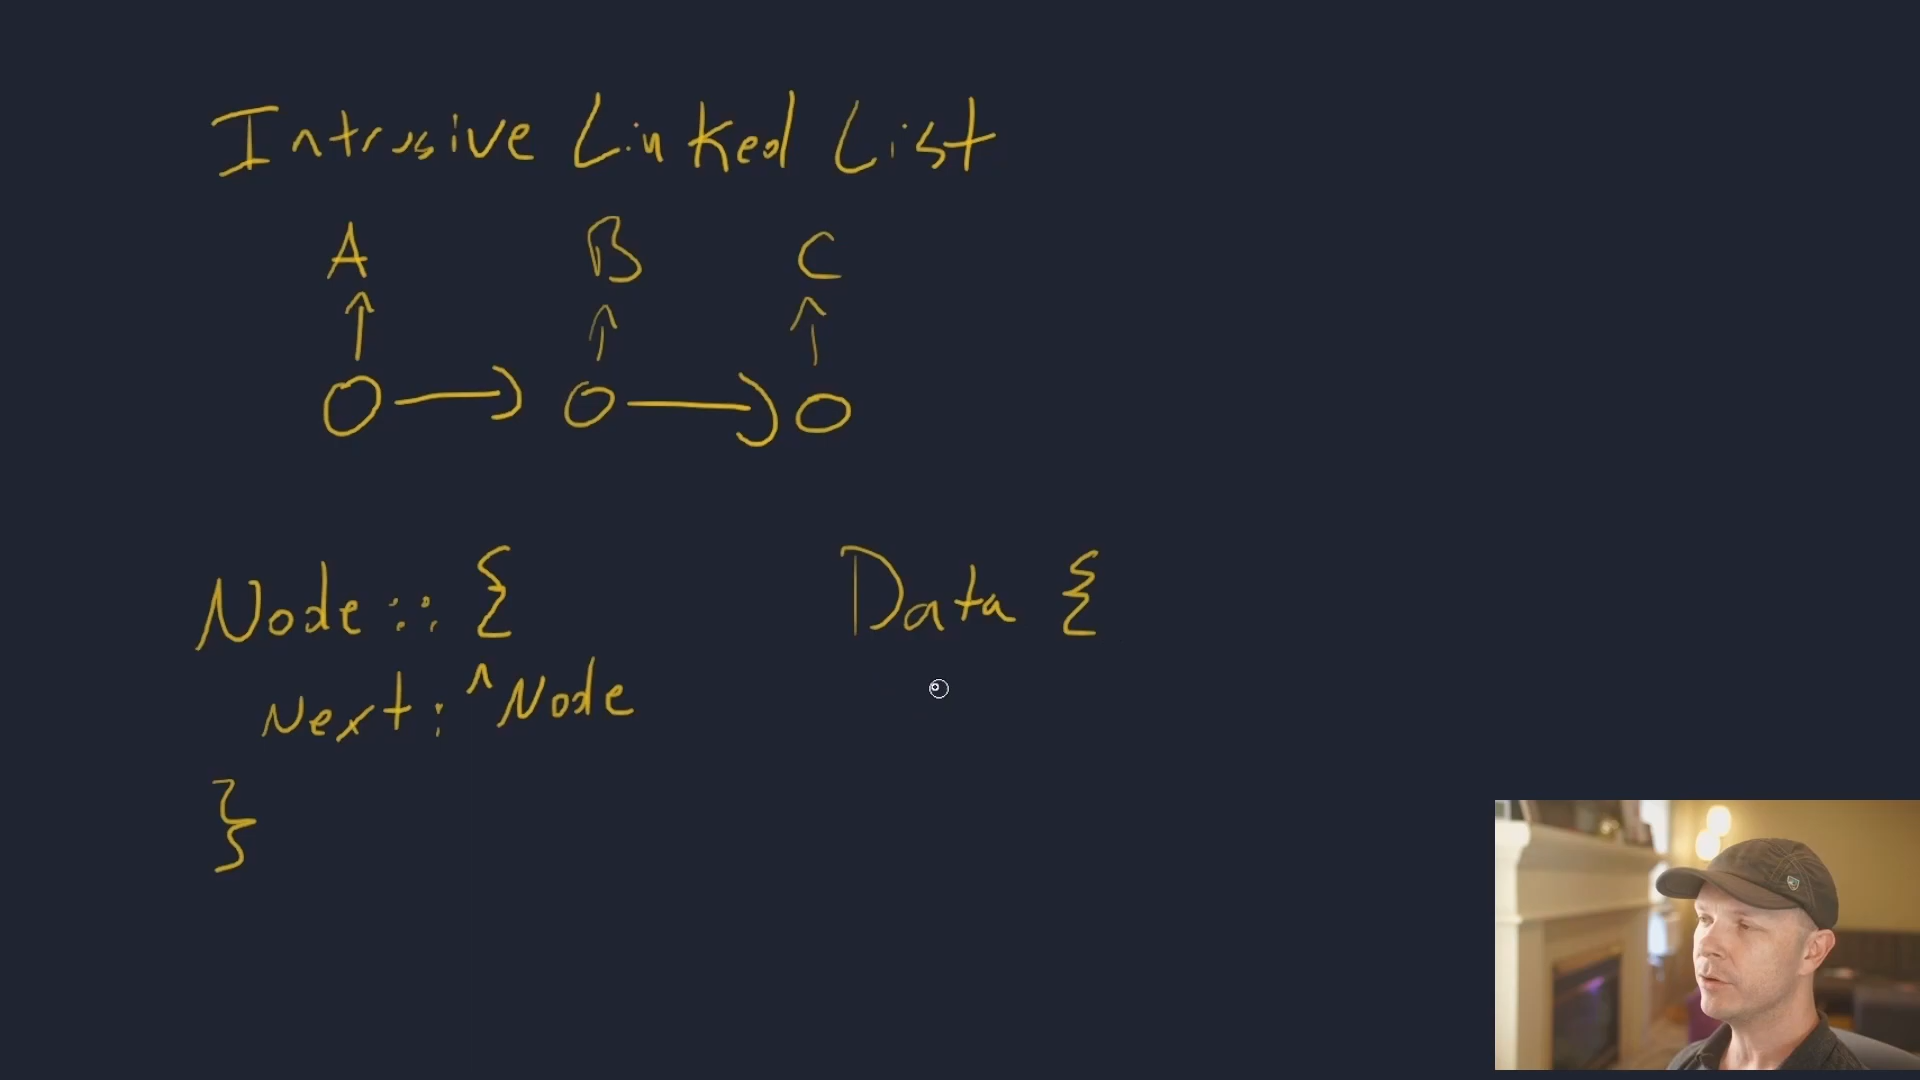 Intrusive Linked List
A B C
Node :: { Data {
Next: ^Node
}